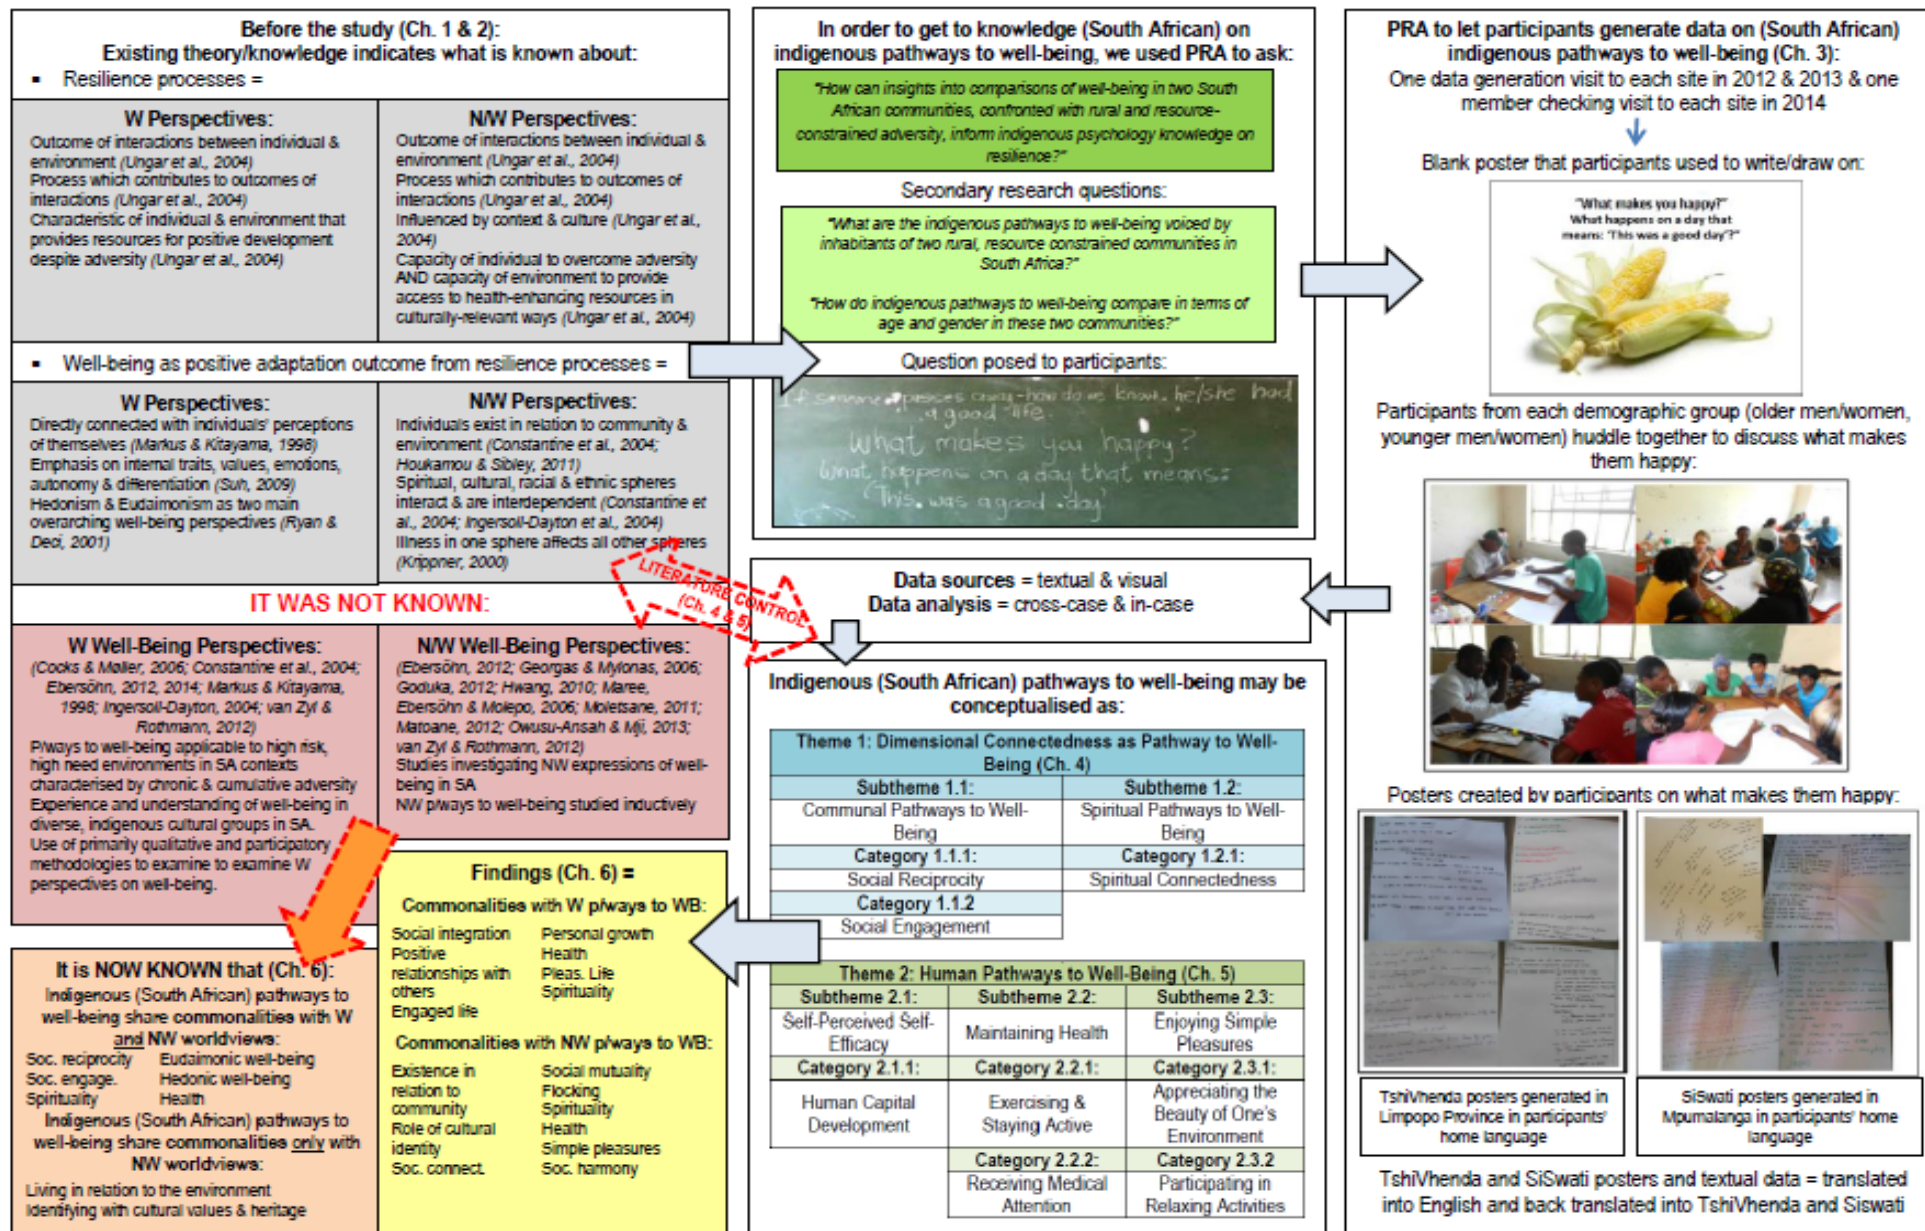 Before the study (Ch. 1 & 2):
Existing theory/knowledge indicates what is known about:
▪ Resilience processes =
W Perspectives:
Outcome of interactions between individual &
environment (Ungar et al., 2004)
Process which contributes to outcomes of
interactions (Ungar et al., 2004)
Characteristic of individual & environment that
provides resources for positive development
despite adversity (Ungar et al., 2004)
N/W Perspectives:
Outcome of interactions between individual &
environment (Ungar et al., 2004)
Process which contributes to outcomes of
interactions (Ungar et al., 2004)
Influenced by context & culture (Ungar et al.,
2004)
Capacity of individual to overcome adversity
AND capacity of environment to provide
access to health-enhancing resources in
culturally-relevant ways (Ungar et al., 2004)
▪ Well-being as positive adaptation outcome from resilience processes =
W Perspectives:
Directly connected with individuals' perceptions
of themselves (Markus & Kitayama, 1998)
Emphasis on internal traits, values, emotions,
autonomy & differentiation (Suh, 2009)
Hedonism & Eudaimonism as two main
overarching well-being perspectives (Ryan &
Deci, 2001)
N/W Perspectives:
Individuals exist in relation to community &
environment (Constantine et al., 2004;
Houkamou & Sibley, 2011)
Spiritual, cultural, racial & ethnic spheres
interact & are interdependent (Constantine et
al., 2004; Ingersoll-Dayton et al., 2004)
Illness in one sphere affects all other spheres
(Krippner, 2000)
LITERATURE CONTROL
(Ch. 4 & 5)
IT WAS NOT KNOWN:
W Well-Being Perspectives:
(Cocks & Møller, 2006; Constantine et al., 2004;
Ebersöhn, 2012, 2014; Markus & Kitayama,
1998; Ingersoll-Dayton, 2004; van Zyl &
Rothmann, 2012)
P/ways to well-being applicable to high risk,
high need environments in SA contexts
characterised by chronic & cumulative adversity
Experience and understanding of well-being in
diverse, indigenous cultural groups in SA.
Use of primarily qualitative and participatory
methodologies to examine to examine W
perspectives on well-being.
N/W Well-Being Perspectives:
(Ebersöhn, 2012; Georgas & Mylonas, 2006;
Goduka, 2012; Hwang, 2010; Maree,
Ebersöhn & Molepo, 2006; Moletsane, 2011;
Matoane, 2012; Owusu-Ansah & Mji, 2013;
van Zyl & Rothmann, 2012)
Studies investigating NW expressions of well-
being in SA
NW p/ways to well-being studied inductively
It is NOW KNOWN that (Ch. 6):
Indigenous (South African) pathways to
well-being share commonalities with W
and NW worldviews:
Soc. reciprocity Eudaimonic well-being
Soc. engage. Hedonic well-being
Spirituality Health
Indigenous (South African) pathways to
well-being share commonalities only with
NW worldviews:
Living in relation to the environment
Identifying with cultural values & heritage
Findings (Ch. 6) =
Commonalities with W p/ways to WB:
Social integration Personal growth
Positive Health
relationships with Pleas. Life
others Spirituality
Engaged life
Commonalities with NW p/ways to WB:
Existence in Social mutuality
relation to Flocking
community Spirituality
Role of cultural Health
identity Simple pleasures
Soc. connect. Soc. harmony
In order to get to knowledge (South African) on
indigenous pathways to well-being, we used PRA to ask:
"How can insights into comparisons of well-being in two South
African communities, confronted with rural and resource-
constrained adversity, inform indigenous psychology knowledge on
resilience?"
Secondary research questions:
"What are the indigenous pathways to well-being voiced by
inhabitants of two rural, resource constrained communities in
South Africa?"
"How do indigenous pathways to well-being compare in terms of
age and gender in these two communities?"
Question posed to participants:
If someone passes away - how do we know he/she had
a good life.
What makes you happy?
What happens on a day that means:
'This was a good day'
Data sources = textual & visual
Data analysis = cross-case & in-case
Indigenous (South African) pathways to well-being may be
conceptualised as:
Theme 1: Dimensional Connectedness as Pathway to Well-
Being (Ch. 4)
Subtheme 1.1: Subtheme 1.2:
Communal Pathways to Well- Spiritual Pathways to Well-
Being Being
Category 1.1.1: Category 1.2.1:
Social Reciprocity Spiritual Connectedness
Category 1.1.2
Social Engagement
Theme 2: Human Pathways to Well-Being (Ch. 5)
Subtheme 2.1: Subtheme 2.2: Subtheme 2.3:
Self-Perceived Self- Maintaining Health Enjoying Simple
Efficacy Pleasures
Category 2.1.1: Category 2.2.1: Category 2.3.1:
Human Capital Exercising & Appreciating the
Development Staying Active Beauty of One's
Environment
Category 2.2.2: Category 2.3.2
Receiving Medical Participating in
Attention Relaxing Activities
PRA to let participants generate data on (South African)
indigenous pathways to well-being (Ch. 3):
One data generation visit to each site in 2012 & 2013 & one
member checking visit to each site in 2014
Blank poster that participants used to write/draw on:
"What makes you happy?"
What happens on a day that
means: 'This was a good day'?"
Participants from each demographic group (older men/women,
younger men/women) huddle together to discuss what makes
them happy:
Posters created by participants on what makes them happy:
TshiVhenda posters generated in
Limpopo Province in participants'
home language
SiSwati posters generated in
Mpumalanga in participants' home
language
TshiVhenda and SiSwati posters and textual data = translated
into English and back translated into TshiVhenda and Siswati